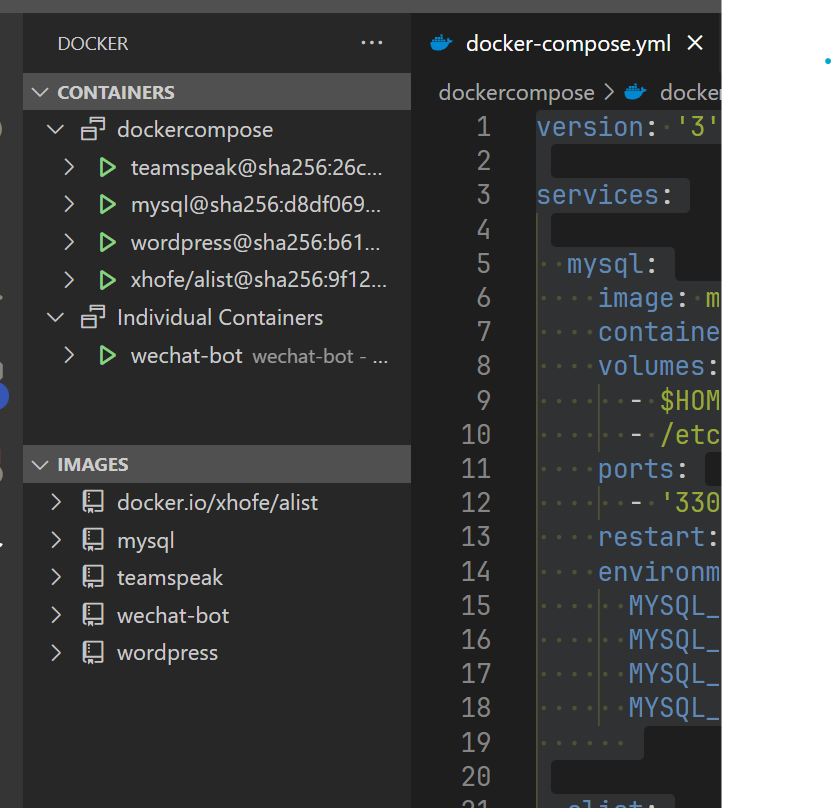 DOCKER
CONTAINERS
dockercompose
teamspeak@sha256:26c...
mysql@sha256:d8df069...
wordpress@sha256:b61...
xhofe/alist@sha256:9f12...
Individual Containers
wechat-bot wechat-bot - ...
IMAGES
docker.io/xhofe/alist
mysql
teamspeak
wechat-bot
wordpress
docker-compose.yml
dockercompose > docker
1 version: '3'
2
3 services:
4
5 mysql:
6 image: m
7 containe
8 volumes:
9 - $HOM
10 - /etc
11 ports:
12 - '330
13 restart:
14 environm
15 MYSQL_
16 MYSQL_
17 MYSQL_
18 MYSQL_
19
20
21 alist: